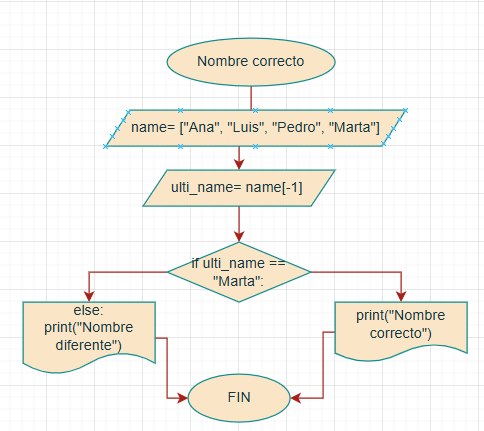 Nombre correcto
name= ["Ana", "Luis", "Pedro", "Marta"]
ulti_name= name[-1]
if ulti_name ==
"Marta":
else:
print("Nombre
diferente")
print("Nombre
correcto")
FIN